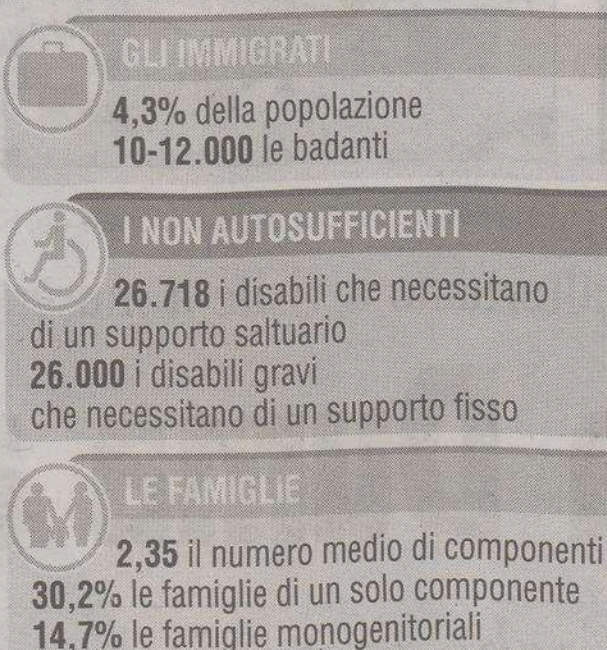 GLI IMMIGRATI
4,3% della popolazione
10-12.000 le badanti
I NON AUTOSUFFICIENTI
26.718 i disabili che necessitano
di un supporto saltuario
26.000 i disabili gravi
che necessitano di un supporto fisso
LE FAMIGLIE
2,35 il numero medio di componenti
30,2% le famiglie di un solo componente
14,7% le famiglie monogenitoriali